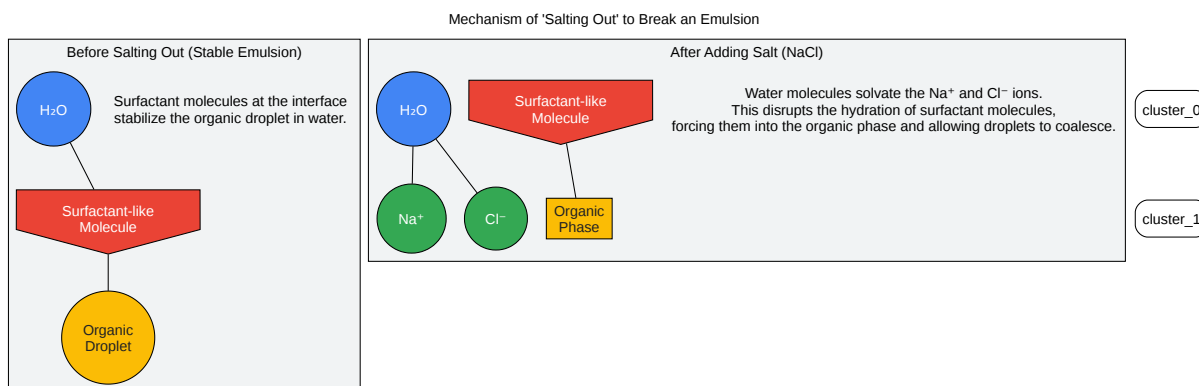 Mechanism of 'Salting Out' to Break an Emulsion
Before Salting Out (Stable Emulsion)
H₂O
Surfactant molecules at the interface
stabilize the organic droplet in water.
Surfactant-like
Molecule
Organic
Droplet
After Adding Salt (NaCl)
H₂O
Surfactant-like
Molecule
Water molecules solvate the Na⁺ and Cl⁻ ions.
This disrupts the hydration of surfactant molecules,
forcing them into the organic phase and allowing droplets to coalesce.
Na⁺
Cl⁻
Organic
Phase
cluster_0
cluster_1